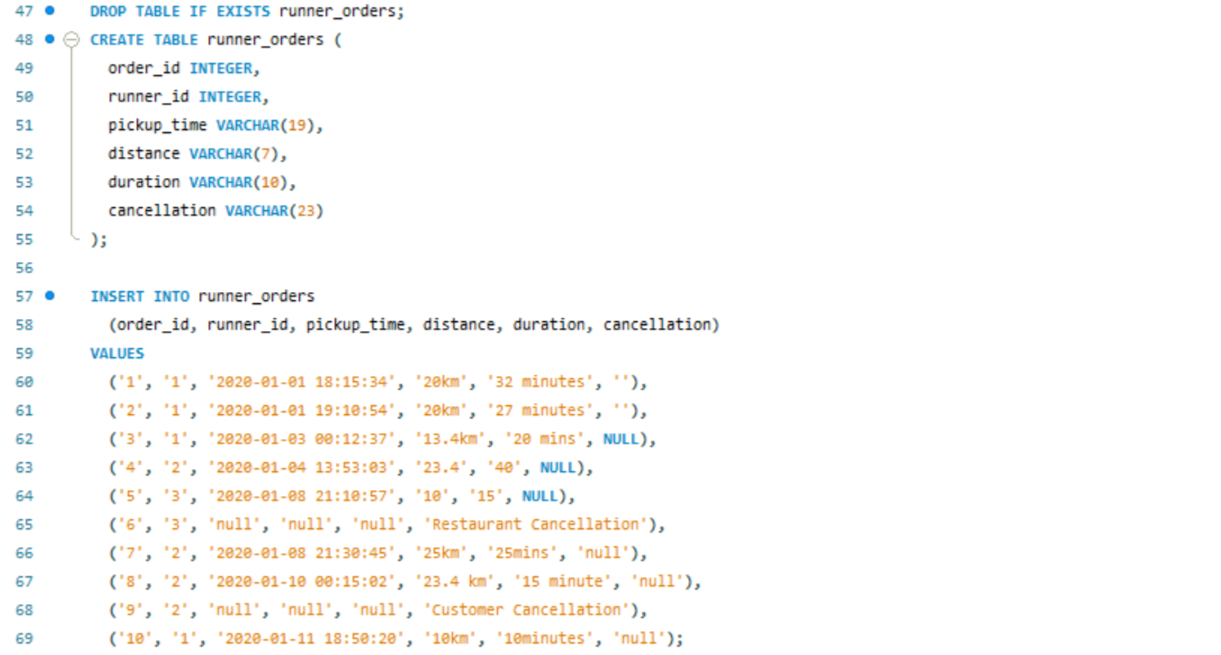 47 DROP TABLE IF EXISTS runner_orders;
48 CREATE TABLE runner_orders (
49 order_id INTEGER,
50 runner_id INTEGER,
51 pickup_time VARCHAR(19),
52 distance VARCHAR(7),
53 duration VARCHAR(10),
54 cancellation VARCHAR(23)
55 );
56
57 INSERT INTO runner_orders
58 (order_id, runner_id, pickup_time, distance, duration, cancellation)
59 VALUES
60 ('1', '1', '2020-01-01 18:15:34', '20km', '32 minutes', ''),
61 ('2', '1', '2020-01-01 19:10:54', '20km', '27 minutes', ''),
62 ('3', '1', '2020-01-03 00:12:37', '13.4km', '20 mins', NULL),
63 ('4', '2', '2020-01-04 13:53:03', '23.4', '40', NULL),
64 ('5', '3', '2020-01-08 21:10:57', '10', '15', NULL),
65 ('6', '3', 'null', 'null', 'null', 'Restaurant Cancellation'),
66 ('7', '2', '2020-01-08 21:30:45', '25km', '25mins', 'null'),
67 ('8', '2', '2020-01-10 00:15:02', '23.4 km', '15 minute', 'null'),
68 ('9', '2', 'null', 'null', 'null', 'Customer Cancellation'),
69 ('10', '1', '2020-01-11 18:50:20', '10km', '10minutes', 'null');